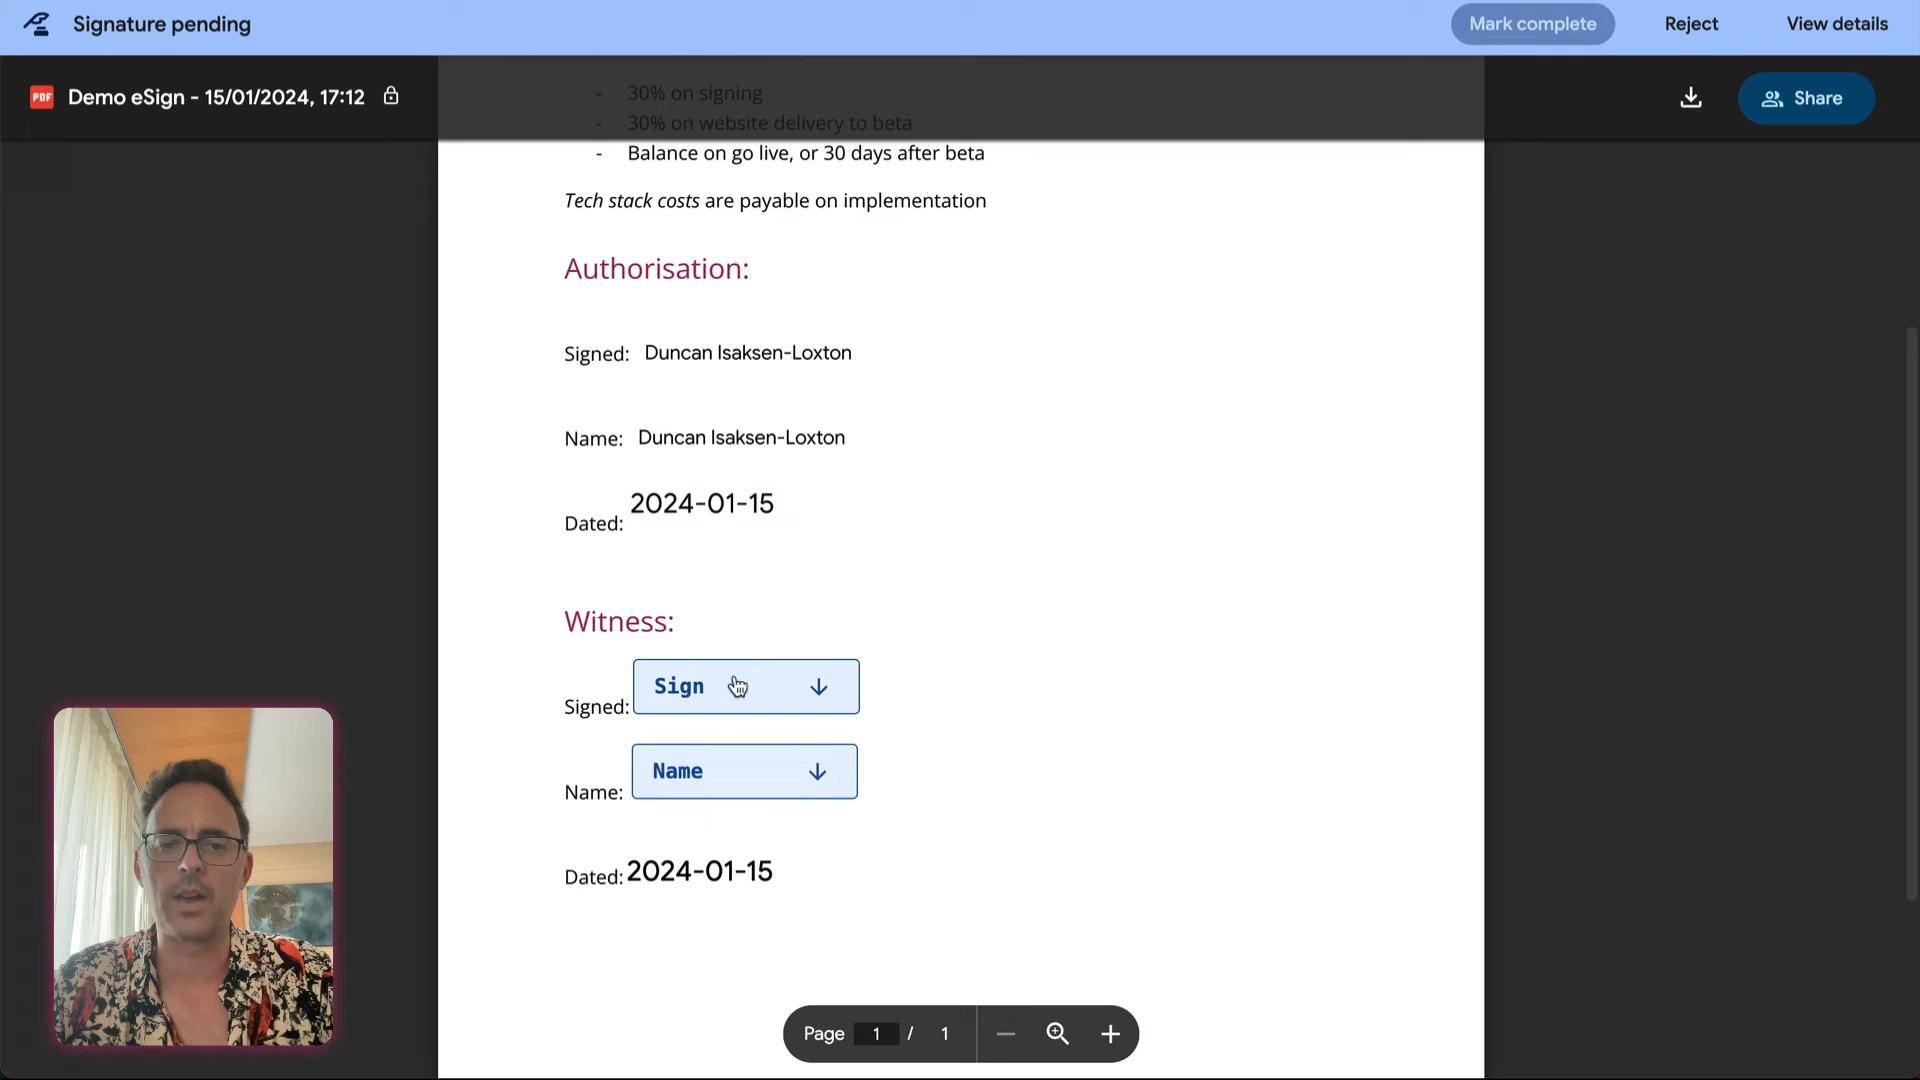 Signature pending
Mark complete
Reject
View details
PDF
Demo eSign - 15/01/2024, 17:12
Share
- 30% on signing
- 30% on website delivery to beta
- Balance on go live, or 30 days after beta
Tech stack costs are payable on implementation
Authorisation:
Signed: Duncan Isaksen-Loxton
Name: Duncan Isaksen-Loxton
Dated: 2024-01-15
Witness:
Signed: Sign
Name: Name
Dated: 2024-01-15
Page 1 / 1